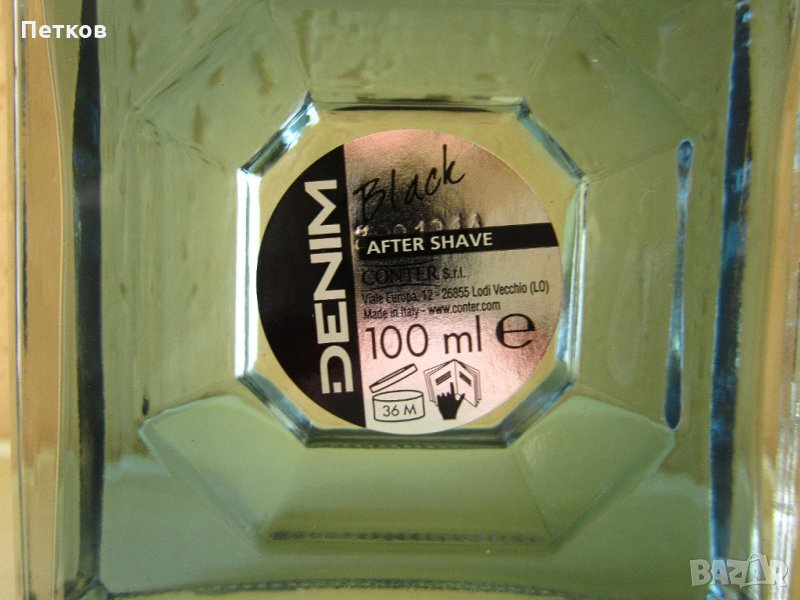 Петков
DENIM
Black
AFTER SHAVE
CONTER S.r.l.
Viale Europa, 12 - 26855 Lodi Vecchio (LO)
Made in Italy - www.conter.com
100 ml e
36 M
BAZAR